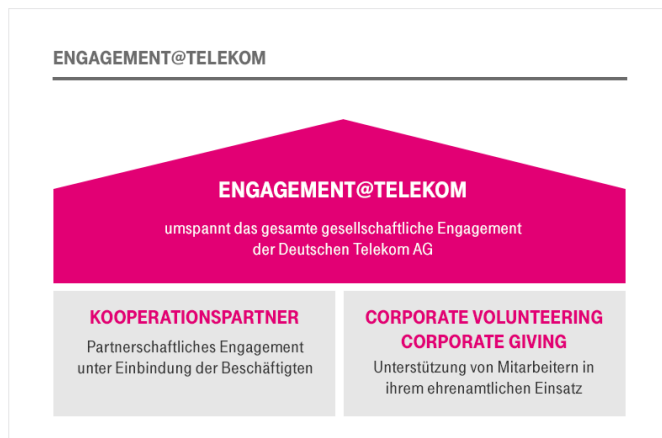 ENGAGEMENT@TELEKOM
ENGAGEMENT@TELEKOM
umspannt das gesamte gesellschaftliche Engagement
der Deutschen Telekom AG
KOOPERATIONSPARTNER
Partnerschaftliches Engagement
unter Einbindung der Beschäftigten
CORPORATE VOLUNTEERING
CORPORATE GIVING
Unterstützung von Mitarbeitern in
ihrem ehrenamtlichen Einsatz